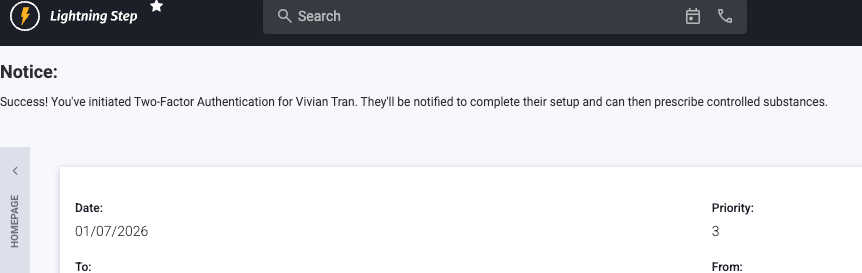 Lightning Step
Search
Notice:
Success! You've initiated Two-Factor Authentication for Vivian Tran. They'll be notified to complete their setup and can then prescribe controlled substances.
HOMEPAGE
Date:
Priority:
01/07/2026
3
To:
From: